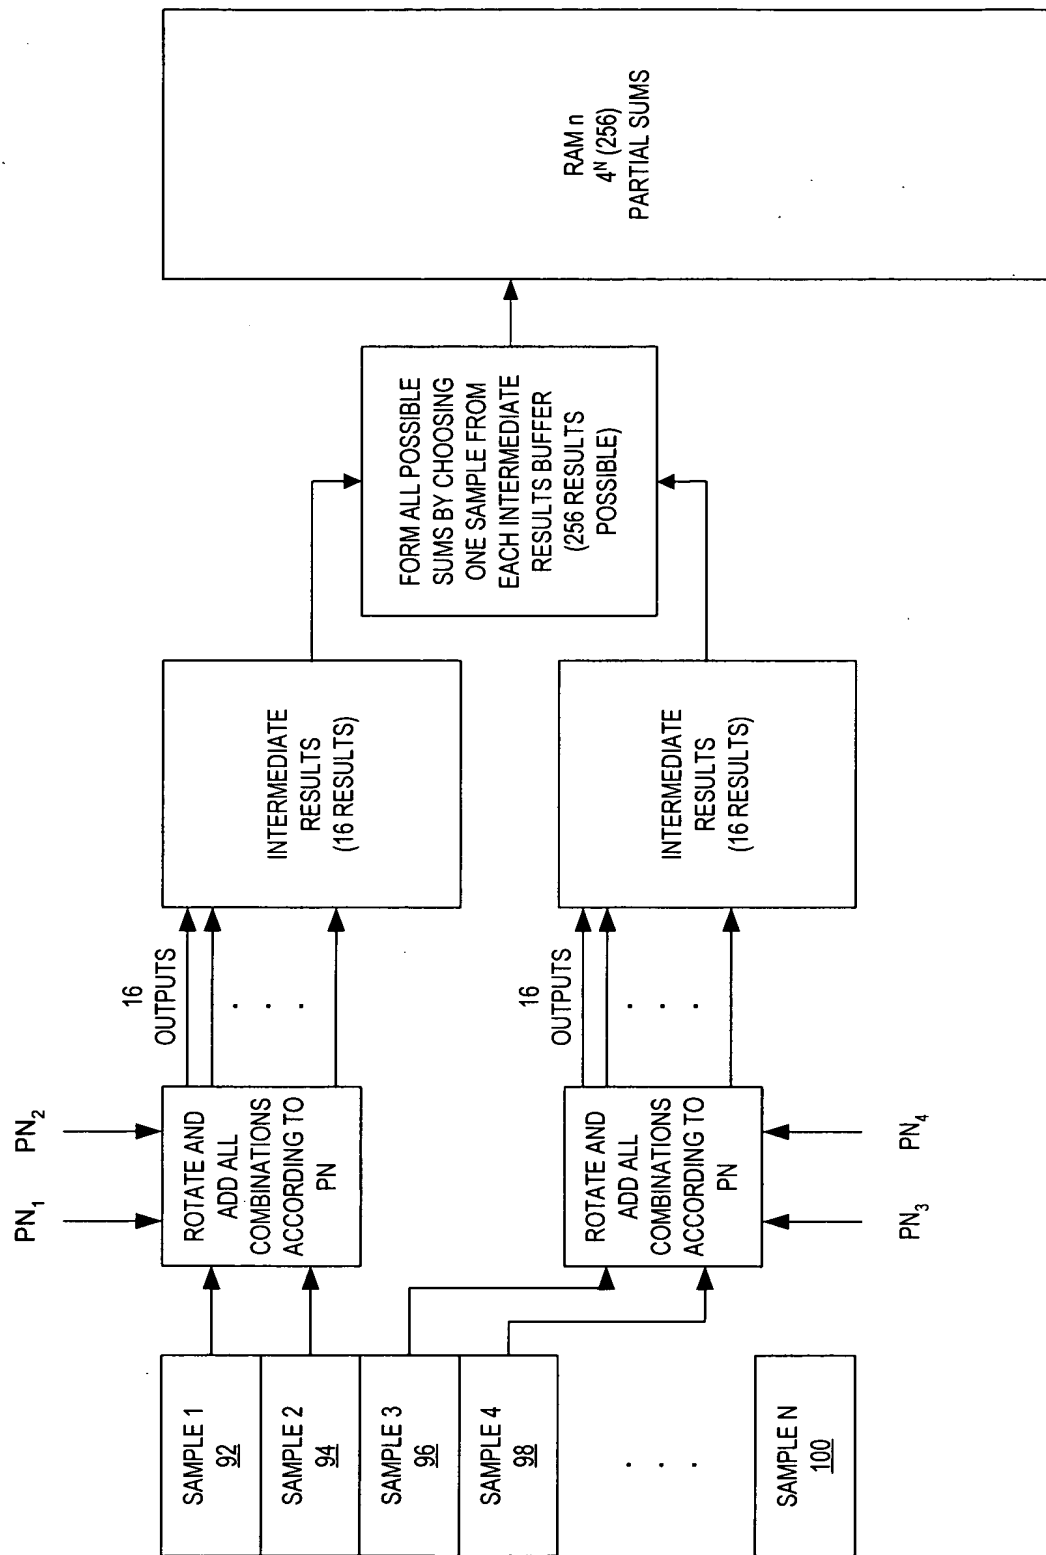 PN1
PN2
SAMPLE 1
92
SAMPLE 2
94
SAMPLE 3
96
SAMPLE 4
98
. . .
SAMPLE N
100
ROTATE AND
ADD ALL
COMBINATIONS
ACCORDING TO
PN
16
OUTPUTS
. . .
INTERMEDIATE
RESULTS
(16 RESULTS)
ROTATE AND
ADD ALL
COMBINATIONS
ACCORDING TO
PN
PN3
PN4
16
OUTPUTS
. . .
INTERMEDIATE
RESULTS
(16 RESULTS)
FORM ALL POSSIBLE
SUMS BY CHOOSING
ONE SAMPLE FROM
EACH INTERMEDIATE
RESULTS BUFFER
(256 RESULTS
POSSIBLE)
RAM n
4^N (256)
PARTIAL SUMS